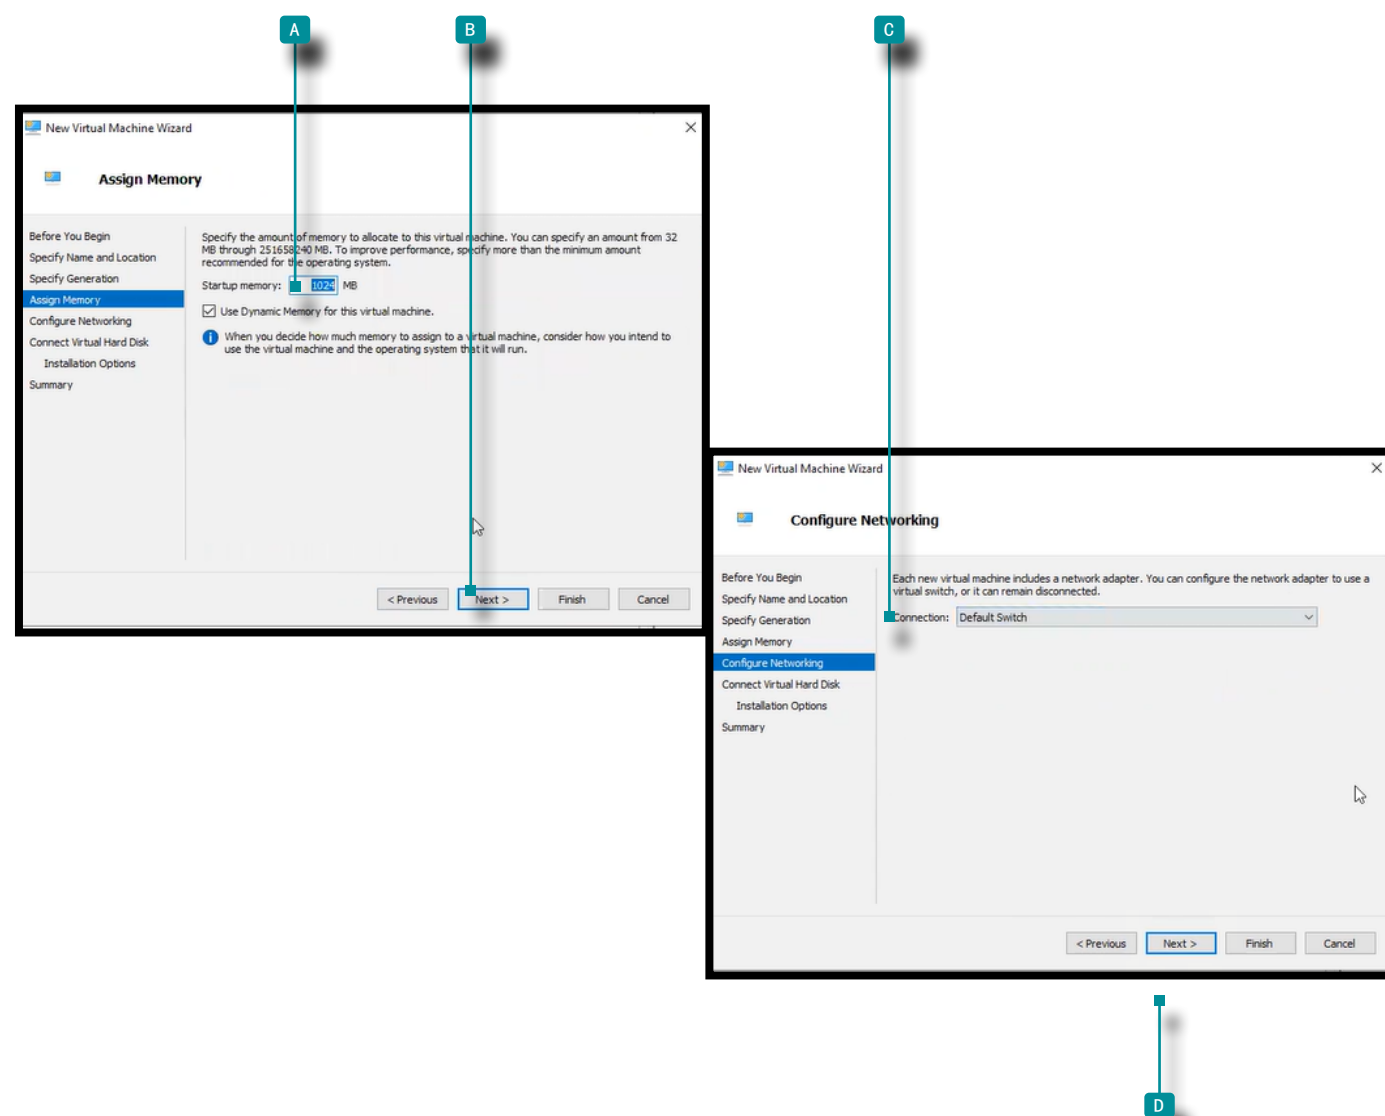 A
B
C
New Virtual Machine Wizard
Assign Memory
Before You Begin
Specify Name and Location
Specify Generation
Assign Memory
Configure Networking
Connect Virtual Hard Disk
Installation Options
Summary
Specify the amount of memory to allocate to this virtual machine. You can specify an amount from 32
MB through 251658240 MB. To improve performance, specify more than the minimum amount
recommended for the operating system.
Startup memory: 1024 MB
Use Dynamic Memory for this virtual machine.
When you decide how much memory to assign to a virtual machine, consider how you intend to
use the virtual machine and the operating system that it will run.
< Previous Next > Finish Cancel
New Virtual Machine Wizard
Configure Networking
Before You Begin
Specify Name and Location
Specify Generation
Assign Memory
Configure Networking
Connect Virtual Hard Disk
Installation Options
Summary
Each new virtual machine includes a network adapter. You can configure the network adapter to use a
virtual switch, or it can remain disconnected.
Connection: Default Switch
< Previous Next > Finish Cancel
D